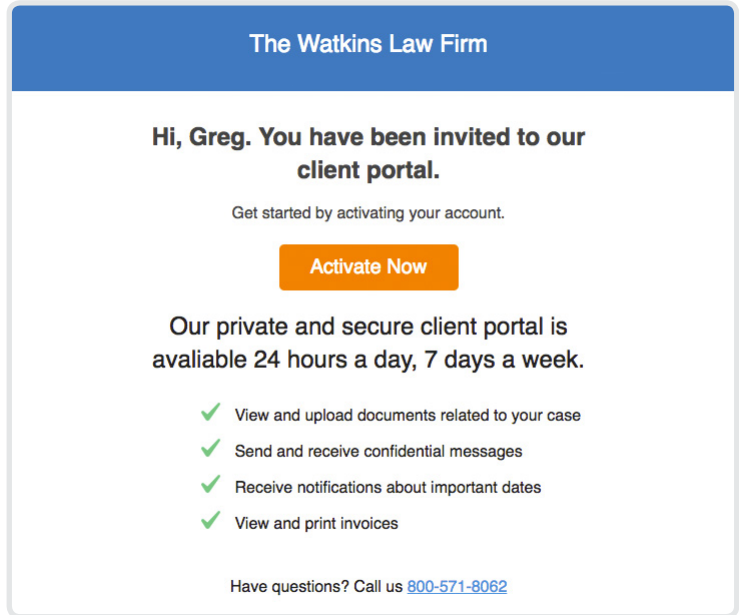 The Watkins Law Firm
Hi, Greg. You have been invited to our
client portal.
Get started by activating your account.
Activate Now
Our private and secure client portal is
avaliable 24 hours a day, 7 days a week.
View and upload documents related to your case
Send and receive confidential messages
Receive notifications about important dates
View and print invoices
Have questions? Call us 800-571-8062